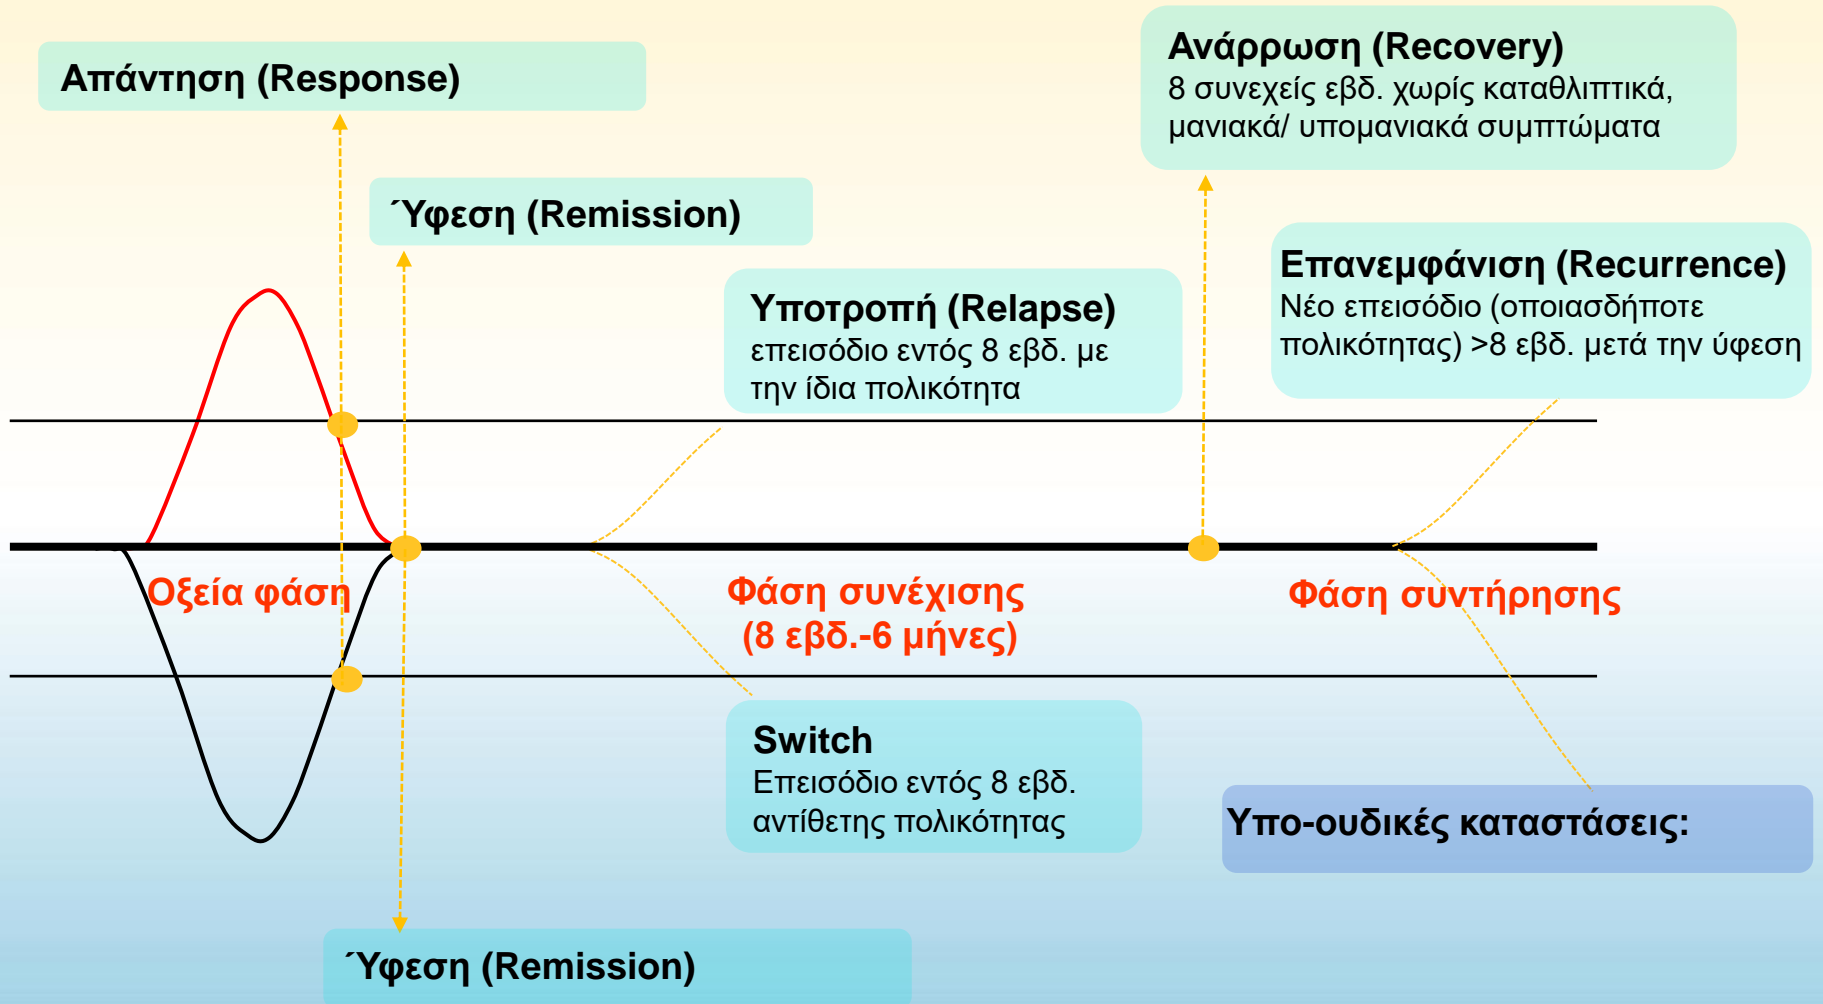 Απάντηση (Response)
Ανάρρωση (Recovery)
8 συνεχείς εβδ. χωρίς καταθλιπτικά,
μανιακά/ υπομανιακά συμπτώματα
΄Υφεση (Remission)
Υποτροπή (Relapse)
επεισόδιο εντός 8 εβδ. με
την ίδια πολικότητα
Επανεμφάνιση (Recurrence)
Νέο επεισόδιο (οποιασδήποτε
πολικότητας) >8 εβδ. μετά την ύφεση
Οξεία φάση
Φάση συνέχισης
(8 εβδ.-6 μήνες)
Φάση συντήρησης
Switch
Επεισόδιο εντός 8 εβδ.
αντίθετης πολικότητας
Υπο-ουδικές καταστάσεις:
΄Υφεση (Remission)